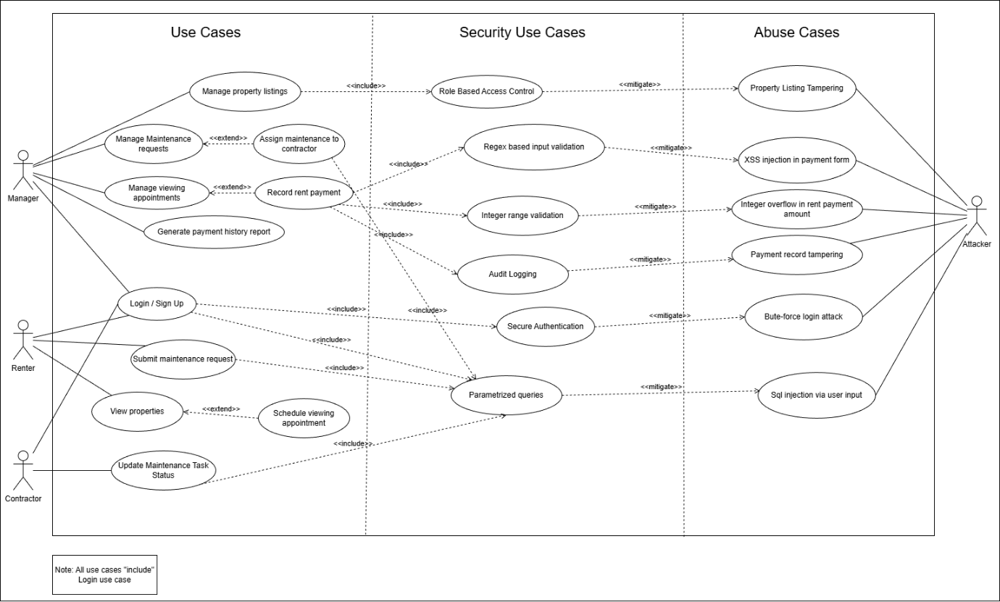 Use Cases
Security Use Cases
Abuse Cases
Manage property listings
<<include>>
Role Based Access Control
<<mitigate>>
Property Listing Tampering
Manage Maintenance
requests
<<extend>>
Assign maintenance to
contractor
Regex based input validation
<<mitigate>>
XSS injection in payment form
<<include>>
Manager
Manage viewing
appointments
<<extend>>
Record rent payment
<<include>>
Integer range validation
<<mitigate>>
Integer overflow in rent payment
amount
Attacker
Generate payment history report
<<include>>
Audit Logging
<<mitigate>>
Payment record tampering
Login / Sign Up
<<include>>
<<include>>
Secure Authentication
<<mitigate>>
Bute-force login attack
<<include>>
Renter
Submit maintenance request
<<include>>
Parametrized queries
<<mitigate>>
Sql injection via user input
View properties
<<extend>>
Schedule viewing
appointment
<<include>>
Contractor
Update Maintenance Task
Status
Note: All use cases "include"
Login use case